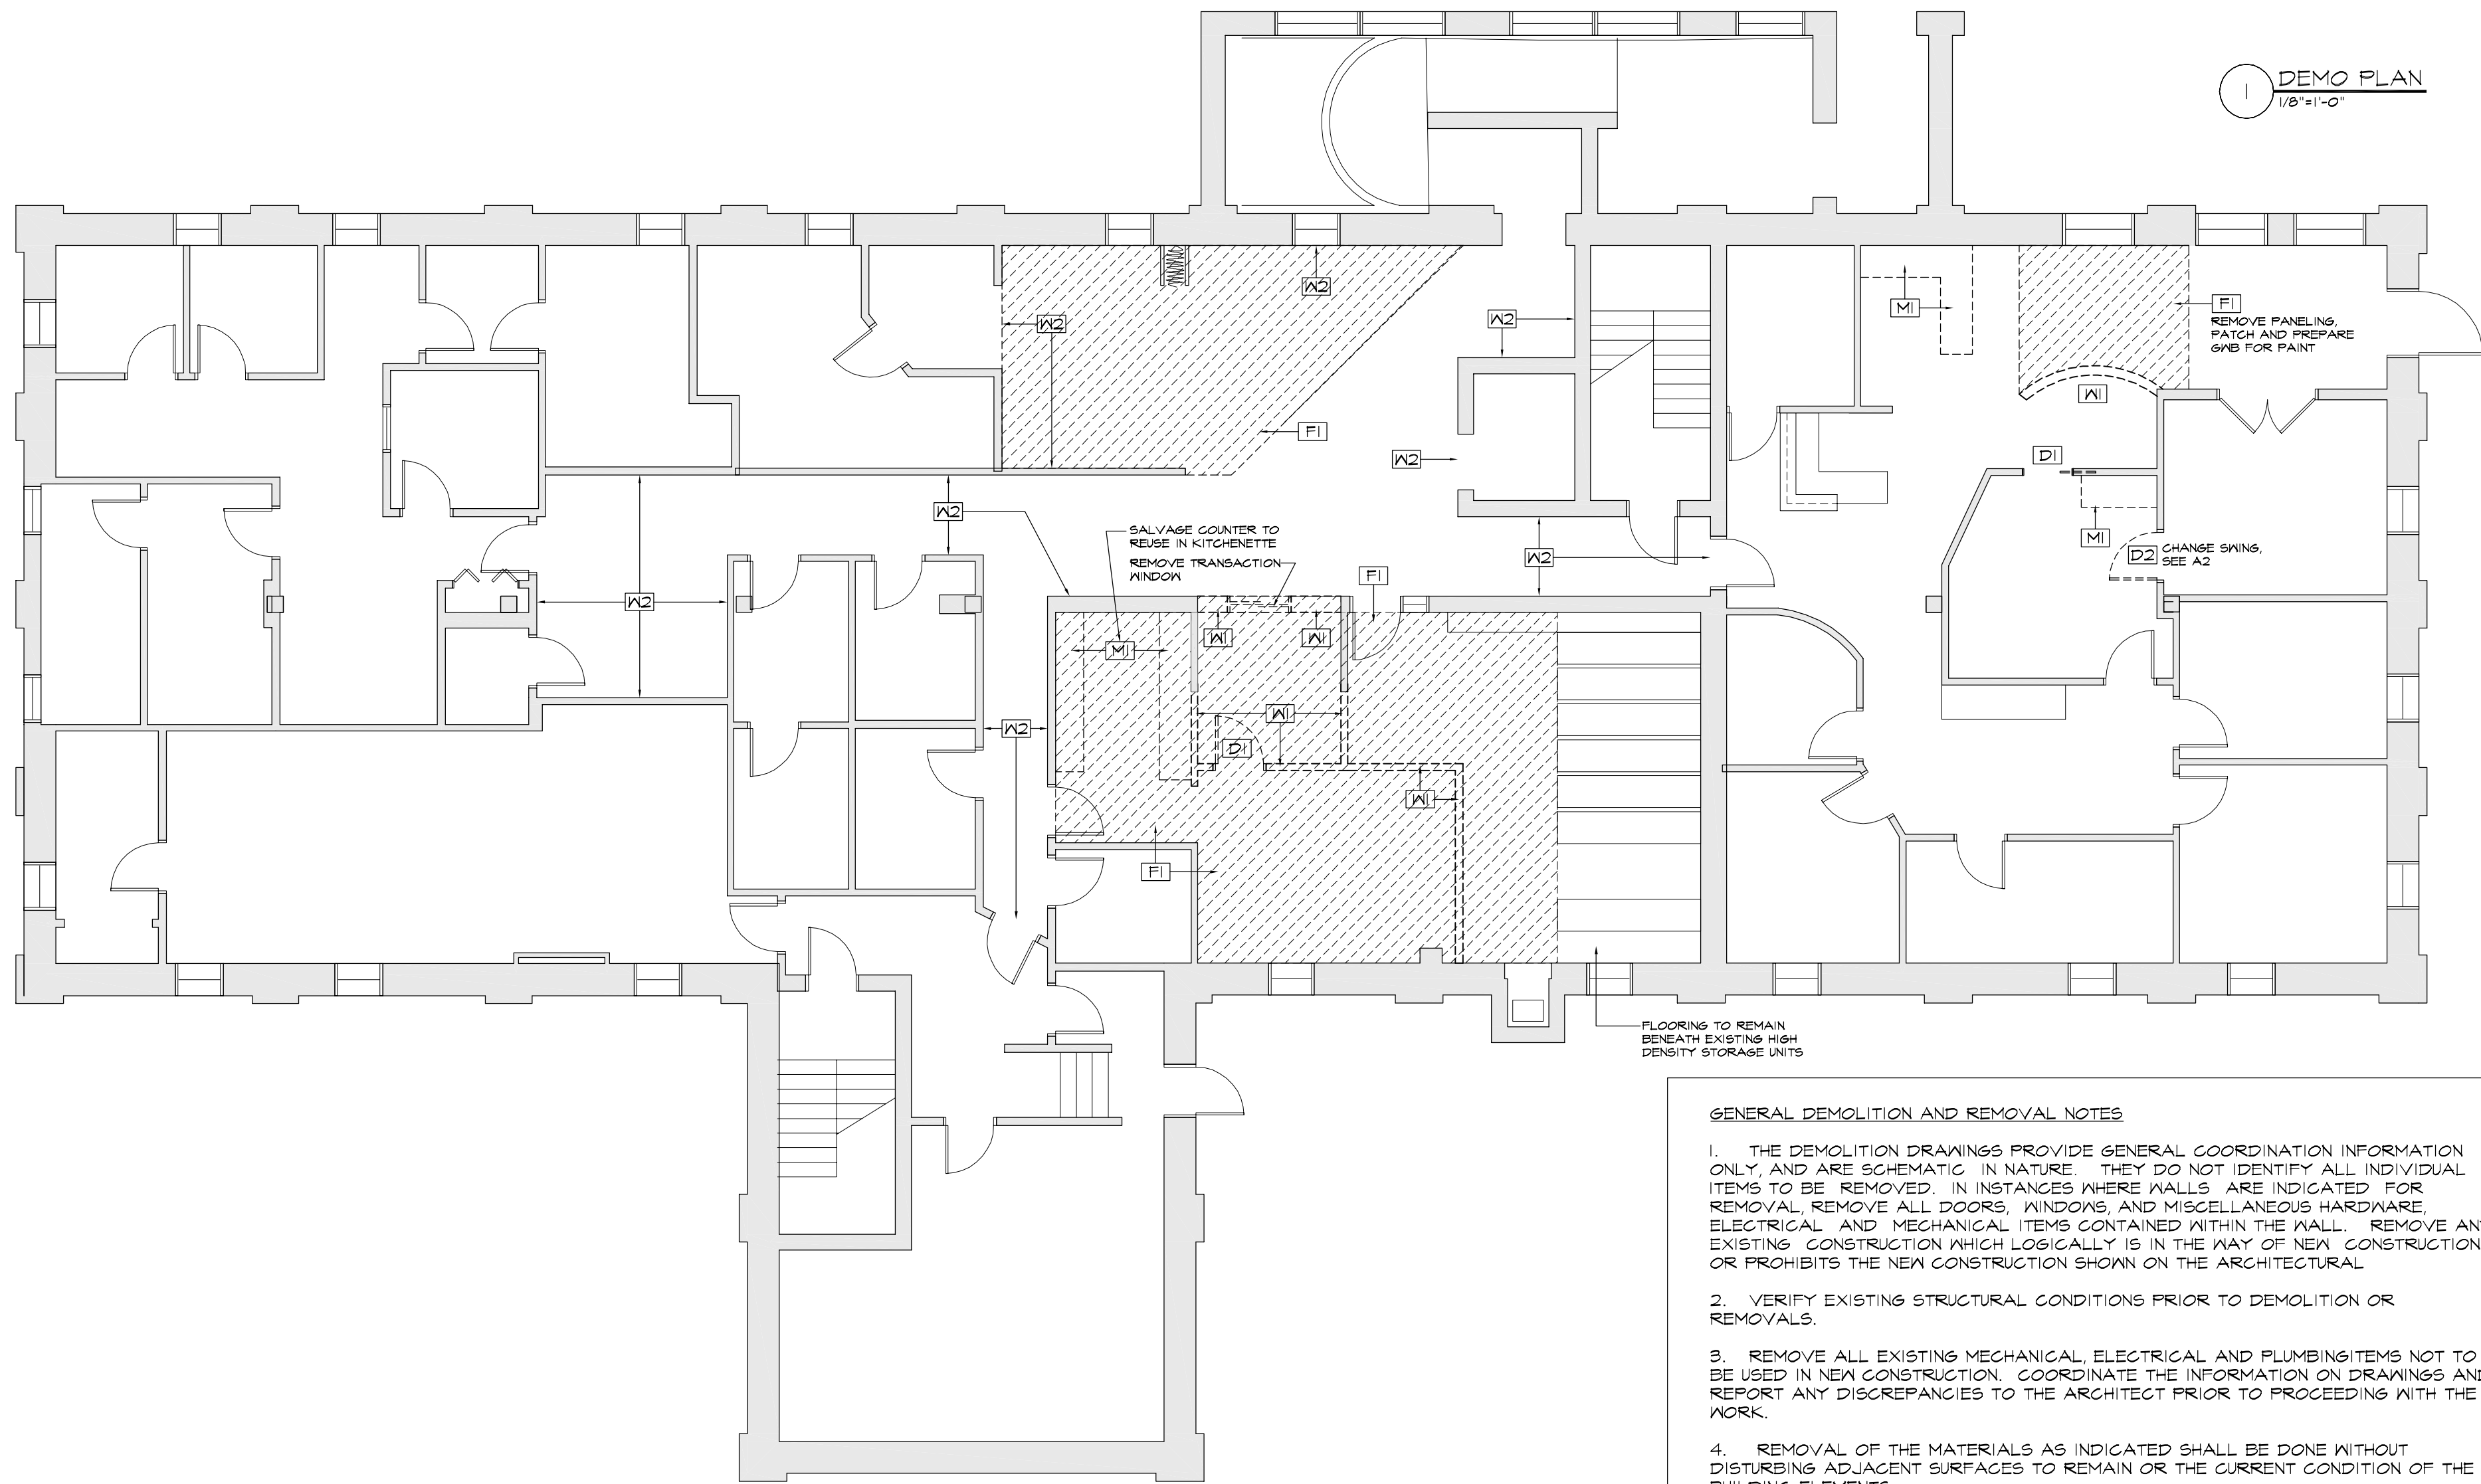 1 DEMO PLAN
1/8"=1'-0"
W2
W2
W2
F1
W2
M1
F1
REMOVE PANELING,
PATCH AND PREPARE
GWB FOR PAINT
W1
D1
M1
D2 CHANGE SWING,
SEE A2
W2
W2
W2
SALVAGE COUNTER TO
REUSE IN KITCHENETTE
REMOVE TRANSACTION
WINDOW
F1
M1
W1
W1
W2
W1
D1
W1
F1
FLOORING TO REMAIN
BENEATH EXISTING HIGH
DENSITY STORAGE UNITS
GENERAL DEMOLITION AND REMOVAL NOTES
1. THE DEMOLITION DRAWINGS PROVIDE GENERAL COORDINATION INFORMATION
ONLY, AND ARE SCHEMATIC IN NATURE. THEY DO NOT IDENTIFY ALL INDIVIDUAL
ITEMS TO BE REMOVED. IN INSTANCES WHERE WALLS ARE INDICATED FOR
REMOVAL, REMOVE ALL DOORS, WINDOWS, AND MISCELLANEOUS HARDWARE,
ELECTRICAL AND MECHANICAL ITEMS CONTAINED WITHIN THE WALL. REMOVE ANY
EXISTING CONSTRUCTION WHICH LOGICALLY IS IN THE WAY OF NEW CONSTRUCTION
OR PROHIBITS THE NEW CONSTRUCTION SHOWN ON THE ARCHITECTURAL
2. VERIFY EXISTING STRUCTURAL CONDITIONS PRIOR TO DEMOLITION OR
REMOVALS.
3. REMOVE ALL EXISTING MECHANICAL, ELECTRICAL AND PLUMBINGITEMS NOT TO
BE USED IN NEW CONSTRUCTION. COORDINATE THE INFORMATION ON DRAWINGS AND
REPORT ANY DISCREPANCIES TO THE ARCHITECT PRIOR TO PROCEEDING WITH THE
WORK.
4. REMOVAL OF THE MATERIALS AS INDICATED SHALL BE DONE WITHOUT
DISTURBING ADJACENT SURFACES TO REMAIN OR THE CURRENT CONDITION OF THE
BUILDING ELEMENTS